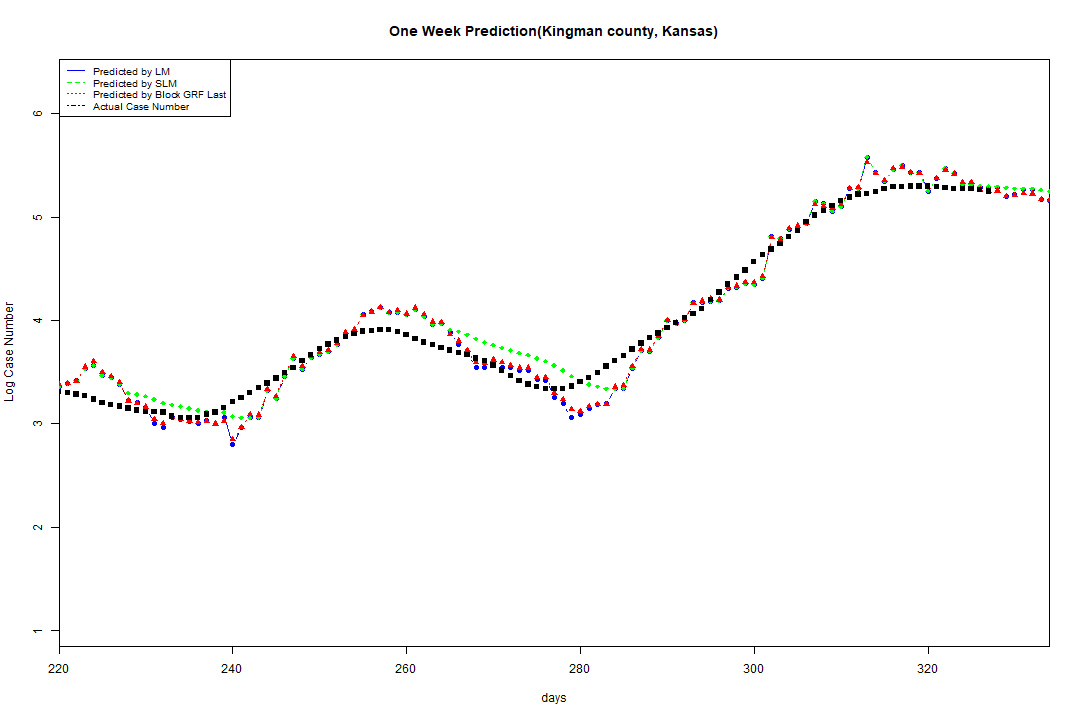 One Week Prediction(Kingman county, Kansas)
Predicted by LM
Predicted by SLM
Predicted by Block GRF Last
Actual Case Number
6
5
4
3
2
1
Log Case Number
220 240 260 280 300 320
days